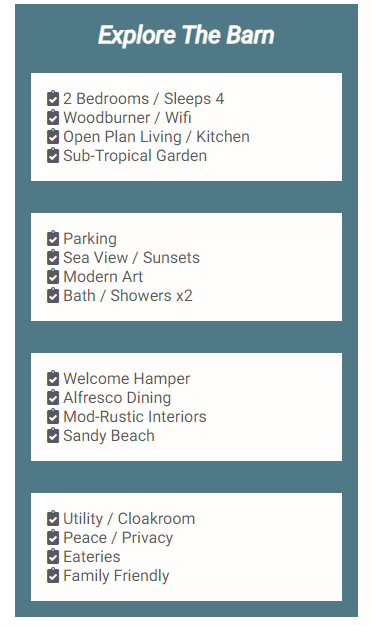 Explore The Barn
2 Bedrooms / Sleeps 4
Woodburner / Wifi
Open Plan Living / Kitchen
Sub-Tropical Garden
Parking
Sea View / Sunsets
Modern Art
Bath / Showers x2
Welcome Hamper
Alfresco Dining
Mod-Rustic Interiors
Sandy Beach
Utility / Cloakroom
Peace / Privacy
Eateries
Family Friendly